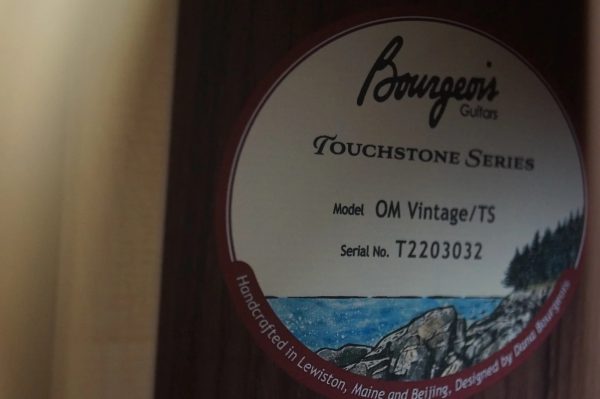 Bourgeois
Guitars
TOUCHSTONE SERIES
Model OM Vintage/TS
Serial No. T2203032
Handcrafted in Lewiston, Maine and Beijing, Designed by Dana Bourgeois